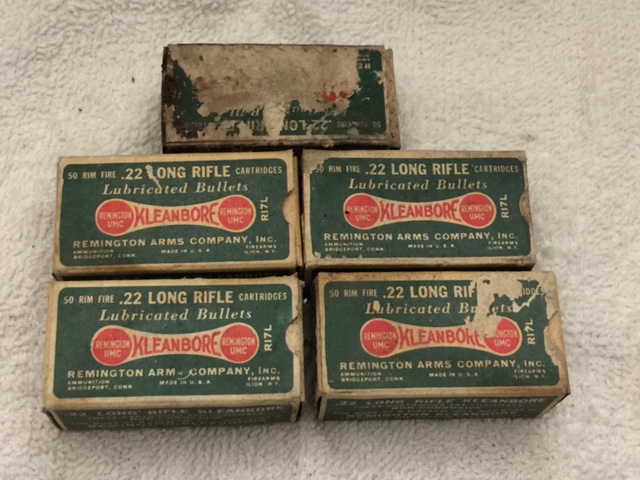 50 RIM FIRE .22 LONG
50 RIM FIRE .22 LONG RIFLE CARTRIDGES
Lubricated Bullets
REMINGTON UMC KLEANBORE REMINGTON UMC
R17L
REMINGTON ARMS COMPANY, INC.
AMMUNITION BRIDGEPORT, CONN.
MADE IN U.S.A.
FIREARMS ILION, N.Y.
50 RIM FIRE .22 LONG RIFLE CARTRIDGES
Lubricated Bullets
REMINGTON UMC KLEANBORE REMINGTON UMC
R17L
REMINGTON ARMS COMPANY, INC.
AMMUNITION BRIDGEPORT, CONN.
MADE IN U.S.A.
FIREARMS ILION, N.Y.
50 RIM FIRE .22 LONG RIFLE CARTRIDGES
Lubricated Bullets
REMINGTON UMC KLEANBORE REMINGTON UMC
R17L
REMINGTON ARMS COMPANY, INC.
AMMUNITION BRIDGEPORT, CONN.
MADE IN U.S.A.
FIREARMS ILION, N.Y.
.22 LONG RIFLE KLEANBORE
50 RIM FIRE .22 LONG
Lubricated Bullets
REMINGTON UMC KLEANBORE REMINGTON UMC
R17L
REMINGTON ARMS COMPANY, INC.
AMMUNITION BRIDGEPORT, CONN.
MADE IN U.S.A.
FIREARMS ILION, N.Y.
.22 LONG RIFLE KLEANBORE